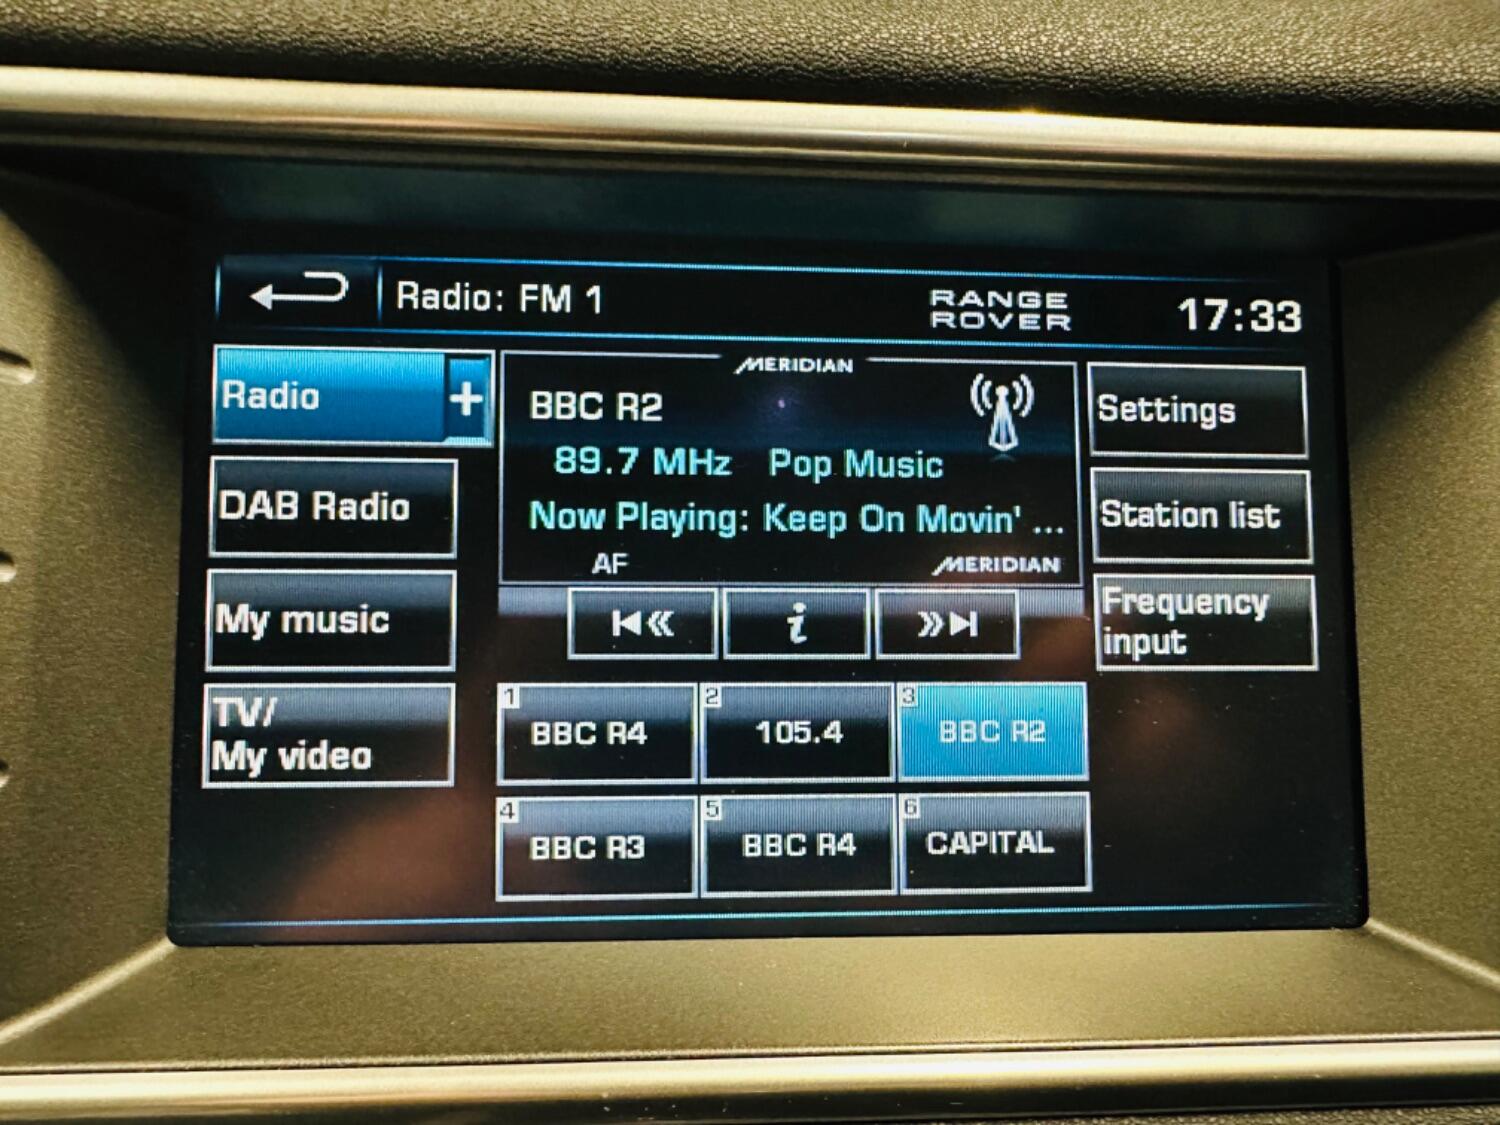 Radio: FM 1
RANGE
ROVER
17:33
Radio
+
MERIDIAN
BBC R2
89.7 MHz Pop Music
Now Playing: Keep On Movin' ...
AF
MERIDIAN
Settings
DAB Radio
Station list
My music
i
Frequency
input
TV/
My video
1
BBC R4
2
105.4
3
BBC R2
4
BBC R3
5
BBC R4
6
CAPITAL